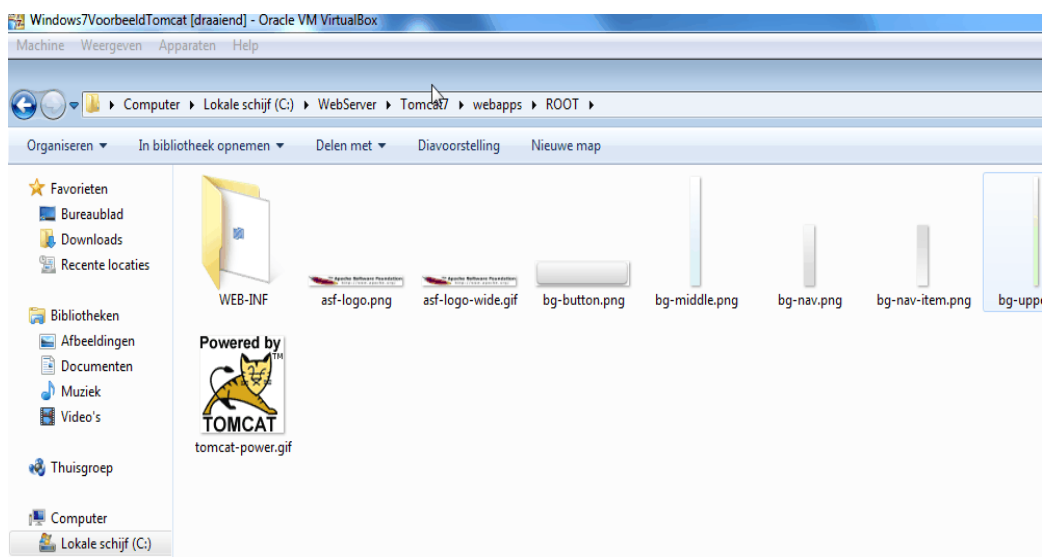 Windows7VoorbeeldTomcat [draaiend] - Oracle VM VirtualBox
Machine Weergeven Apparaten Help
Computer Lokale schijf (C:) WebServer Tomcat7 webapps ROOT
Organiseren In bibliotheek opnemen Delen met Diavoorstelling Nieuwe map
Favorieten
Bureaublad
Downloads
Recente locaties
Bibliotheken
Afbeeldingen
Documenten
Muziek
Video's
Thuisgroep
Computer
Lokale schijf (C:)
WEB-INF asf-logo.png asf-logo-wide.gif bg-button.png bg-middle.png bg-nav.png bg-nav-item.png bg-uppe
Powered by
TM
TOMCAT
tomcat-power.gif